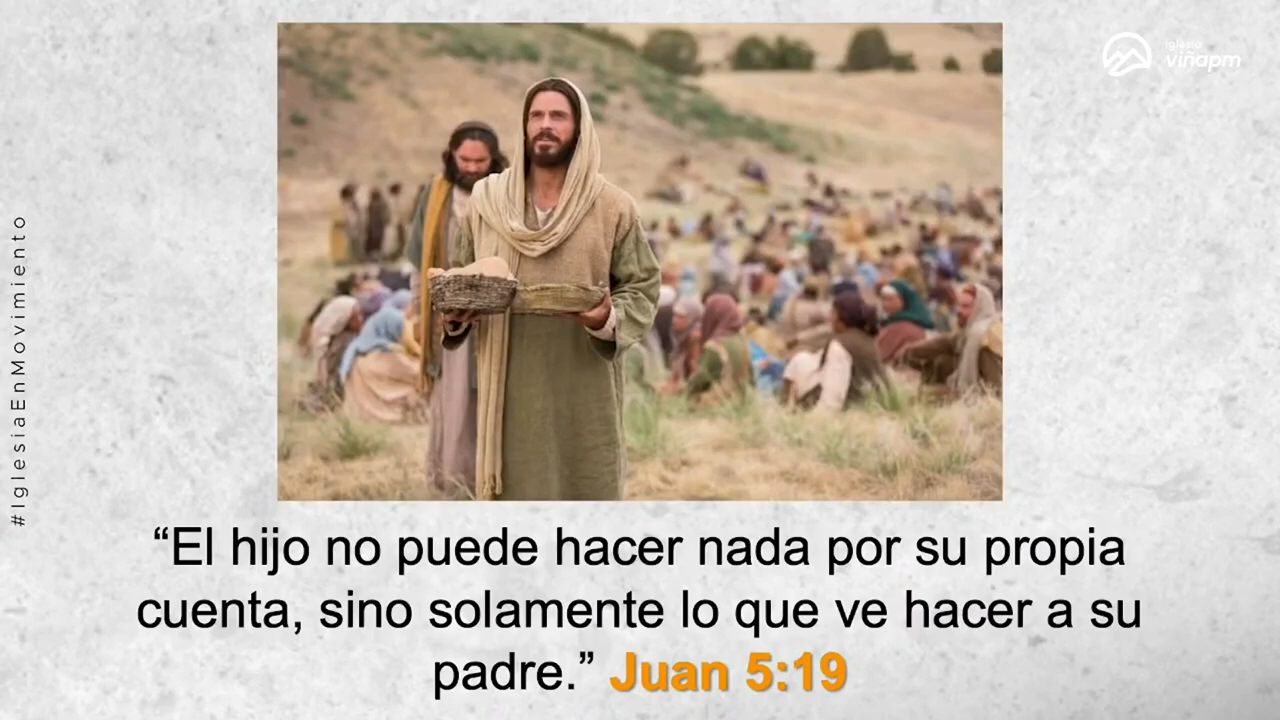 Iglesia
viñapm
#IglesiaEnMovimiento
“El hijo no puede hacer nada por su propia
cuenta, sino solamente lo que ve hacer a su
padre.” Juan 5:19